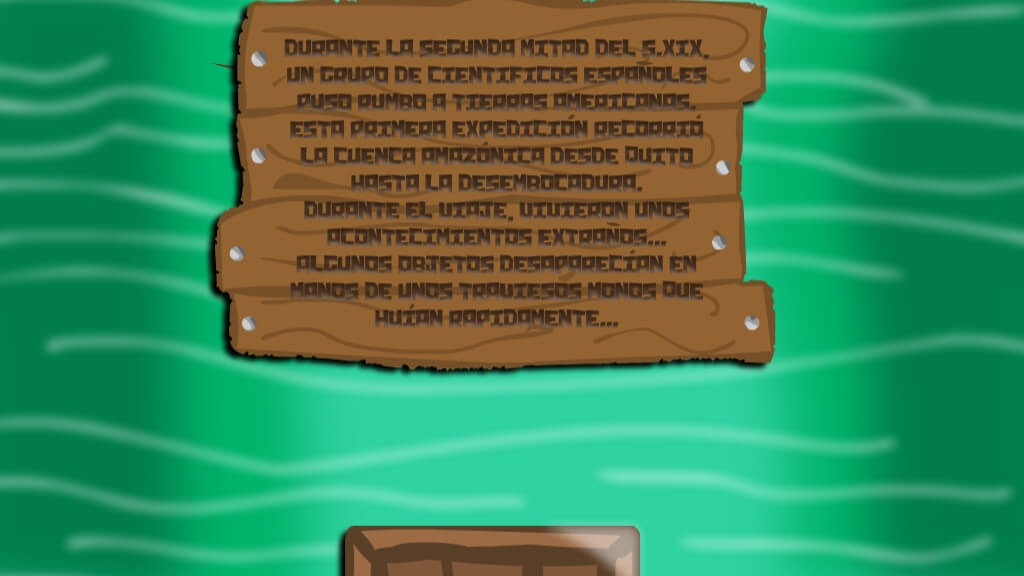 DURANTE LA SEGUNDA MITAD DEL S.XIX,
UN GRUPO DE CIENTIFICOS ESPAÑOLES
PUSO RUMBO A TIERRAS AMERICANAS.
ESTA PRIMERA EXPEDICIÓN RECORRIÓ
LA CUENCA AMAZÓNICA DESDE QUITO
HASTA LA DESEMBOCADURA.
DURANTE EL VIAJE, VIVIERON UNOS
ACONTECIMIENTOS EXTRAÑOS...
ALGUNOS OBJETOS DESAPARECÍAN EN
MANOS DE UNOS TRAVIESOS MONOS QUE
HUÍAN RAPIDAMENTE...